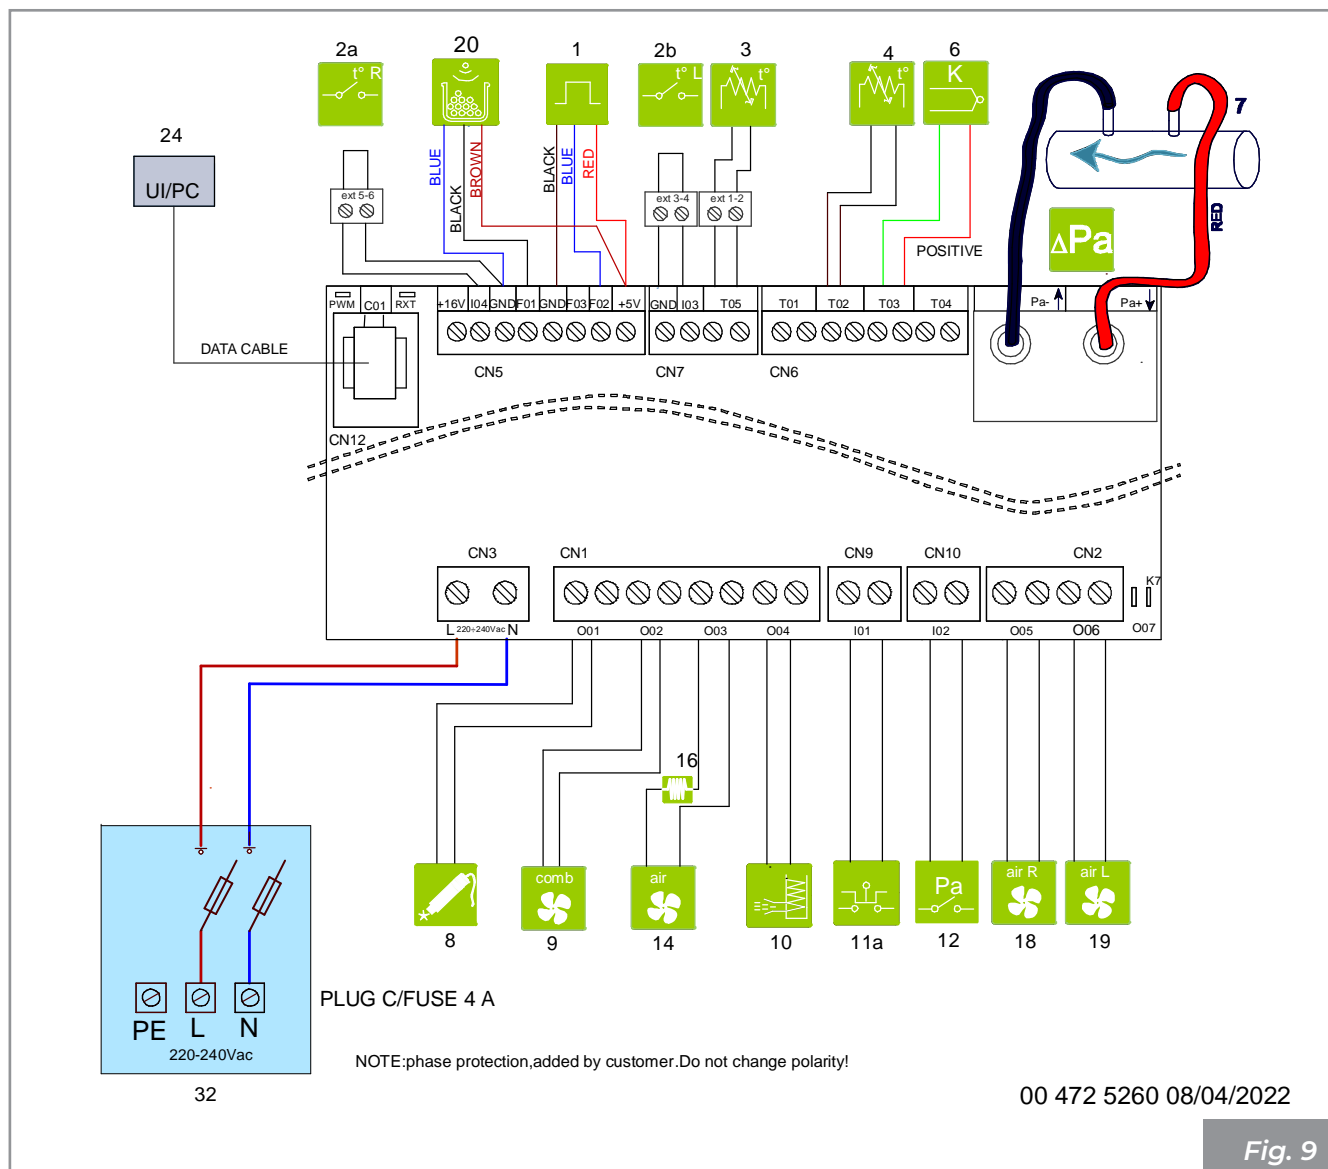 2a
20
1
2b
3
4
6
t° R
t° L
t°
t°
K
7
24
UI/PC
BLUE
BLACK
BROWN
BLACK
BLUE
RED
ext 5-6
ext 3-4
ext 1-2
RED
ΔPa
POSITIVE
PWM
C01
RXT
+16V
I04
GND
F01
GND
F03
F02
+5V
GND
I03
T05
T01
T02
T03
T04
Pa-
Pa+
DATA CABLE
CN5
CN7
CN6
CN12
CN3
CN1
CN9
CN10
CN2
K7
L 220÷240Vac N
O01
O02
O03
O04
I01
I02
O05
O06
O07
16
comb
air
Pa
air R
air L
8
9
14
10
11a
12
18
19
PLUG C/FUSE 4 A
PE
L
N
220-240Vac
32
NOTE:phase protection,added by customer.Do not change polarity!
00 472 5260 08/04/2022
Fig. 9